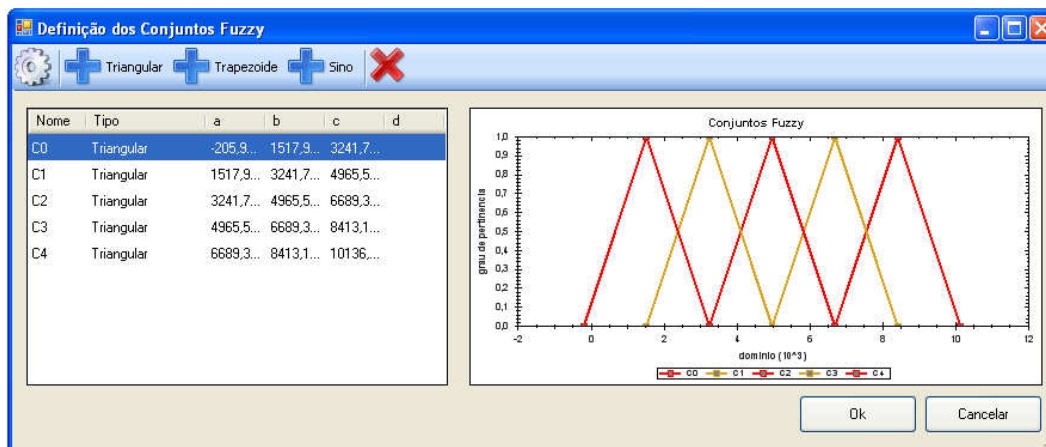 Definição dos Conjuntos Fuzzy
Triangular Trapezoide Sino
Nome Tipo a b c d
C0 Triangular -205,9... 1517,9... 3241,7...
C1 Triangular 1517,9... 3241,7... 4965,5...
C2 Triangular 3241,7... 4965,5... 6689,3...
C3 Triangular 4965,5... 6689,3... 8413,1...
C4 Triangular 6689,3... 8413,1... 10136,...
Conjuntos Fuzzy
1,0
0,9
0,8
0,7
0,6
0,5
0,4
0,3
0,2
0,1
0,0
grau de pertinencia
-2 0 2 4 6 8 10 12
dominio (10^3)
C0 C1 C2 C3 C4
Ok Cancelar